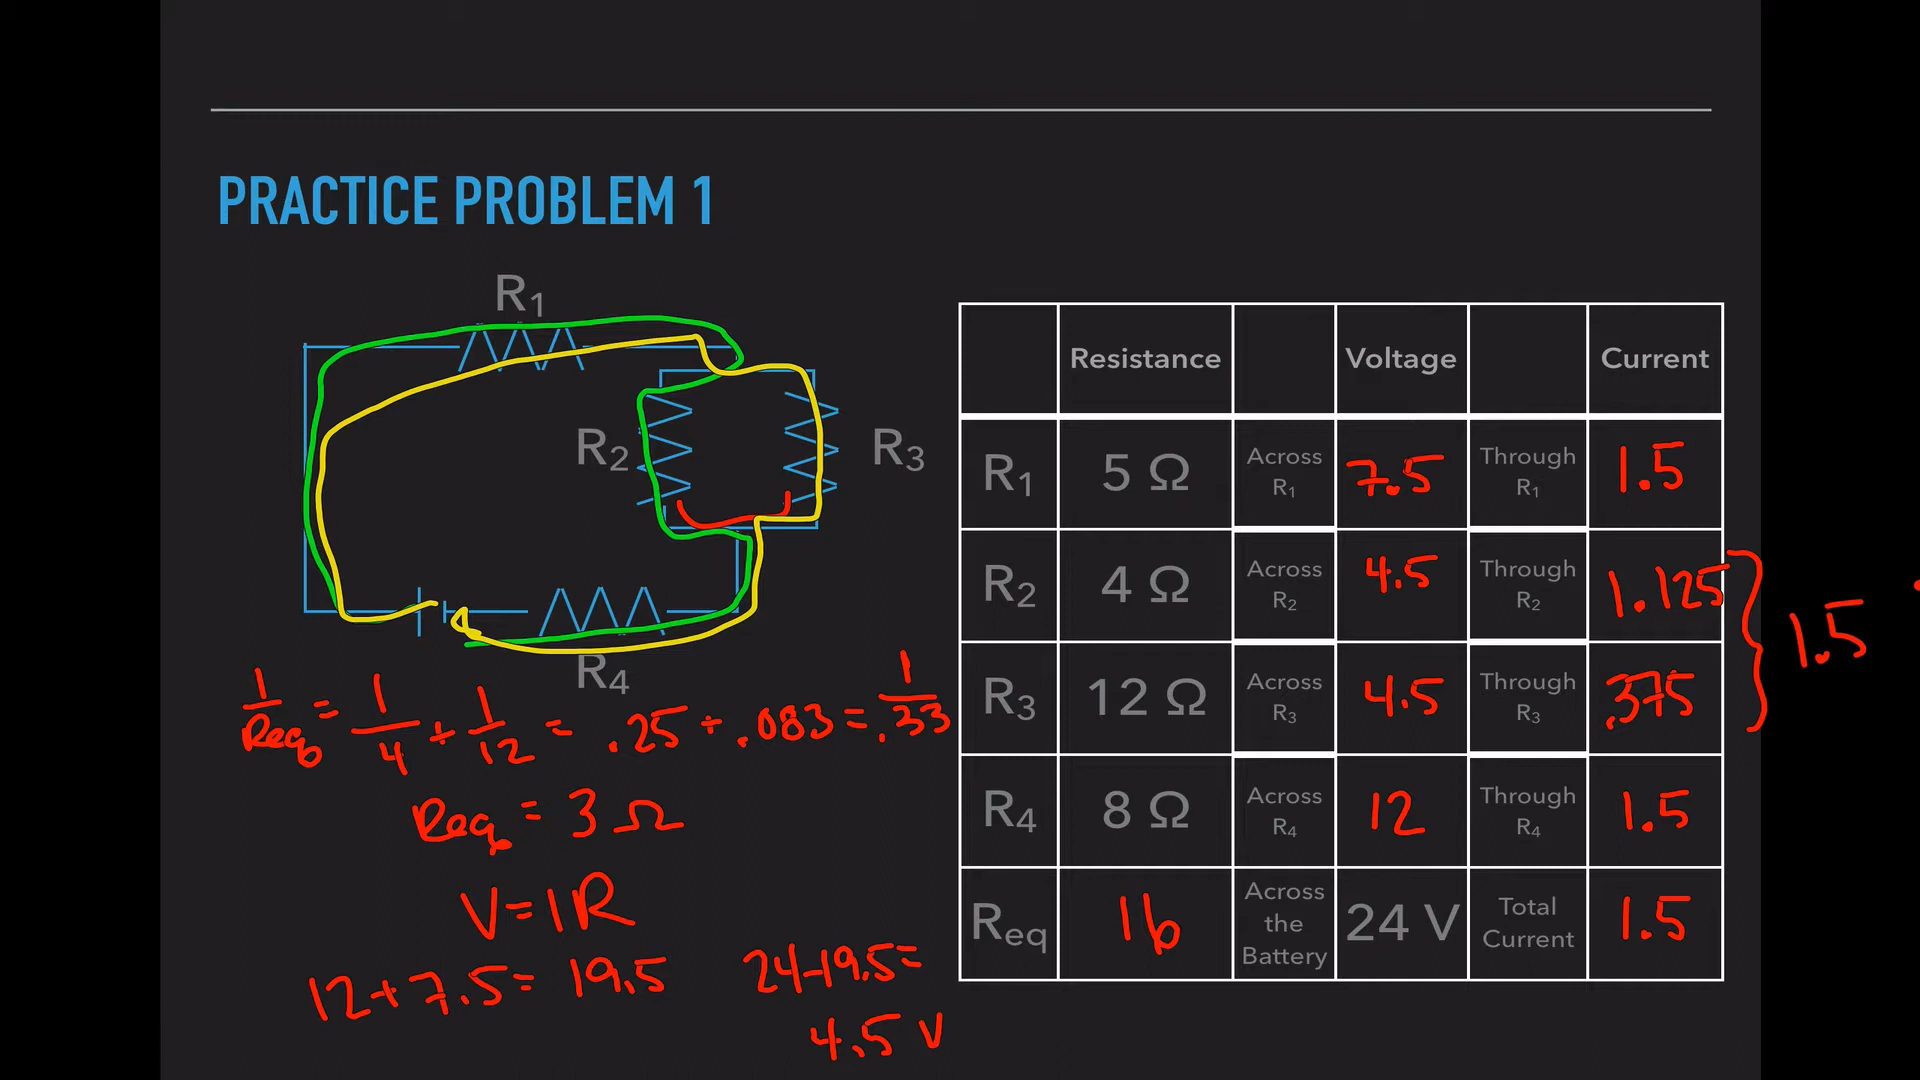 PRACTICE PROBLEM 1
R1
R2
R3
R4
1/Req = 1/4 + 1/12 = .25 + .083 = 1/.33
Req = 3 Ω
V = IR
12 + 7.5 = 19.5
24 - 19.5 =
4.5 V
Resistance Voltage Current
R1 5 Ω Across R1 7.5 Through R1 1.5
R2 4 Ω Across R2 4.5 Through R2 1.125
R3 12 Ω Across R3 4.5 Through R3 .375
1.5
R4 8 Ω Across R4 12 Through R4 1.5
Req 16 Across the Battery 24 V Total Current 1.5